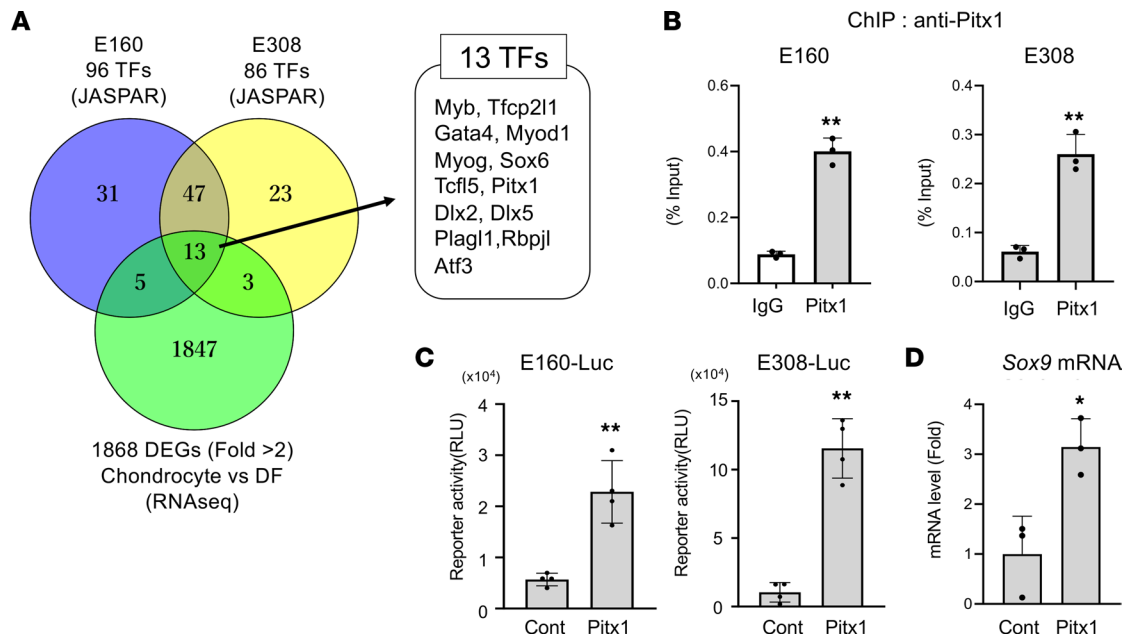 A
E160
96 TFs
(JASPAR)
E308
86 TFs
(JASPAR)
31
47
23
13
5
3
1847
1868 DEGs (Fold >2)
Chondrocyte vs DF
(RNAseq)
13 TFs
Myb, Tfcp2l1
Gata4, Myod1
Myog, Sox6
Tcfl5, Pitx1
Dlx2, Dlx5
Plagl1,Rbpjl
Atf3
B
ChIP : anti-Pitx1
E160
(% Input)
0.6
0.4
0.2
0.0
**
IgG
Pitx1
E308
(% Input)
0.4
0.3
0.2
0.1
0.0
**
IgG
Pitx1
C
E160-Luc
(x10⁴)
Reporter activity(RLU)
4
3
2
1
0
**
Cont
Pitx1
E308-Luc
(x10⁴)
Reporter activity(RLU)
15
10
5
0
**
Cont
Pitx1
D
Sox9 mRNA
mRNA level (Fold)
4
3
2
1
0
*
Cont
Pitx1